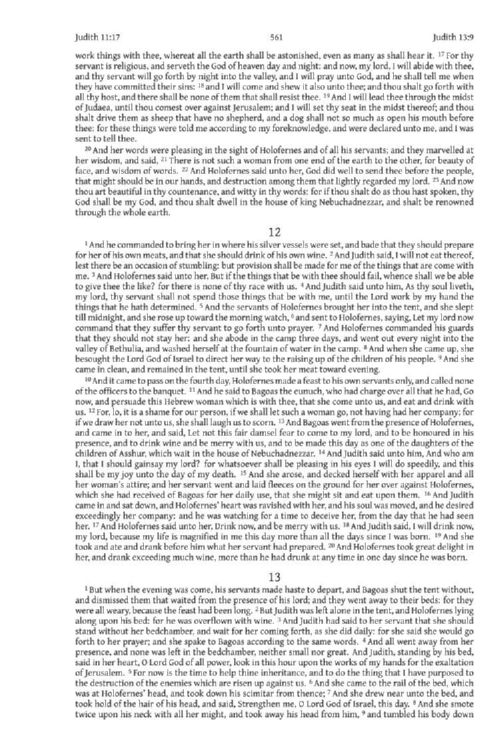 Judith 11:17 561 Judith 13:9
work things with thee, whereat all the earth shall be astonished, even as many as shall hear it. 17 For thy
servant is religious, and serveth the God of heaven day and night: and now, my lord, I will abide with thee,
and thy servant will go forth by night into the valley, and I will pray unto God, and he shall tell me when
they have committed their sins: 18 and I will come and shew it also unto thee; and thou shalt go forth with
all thy host, and there shall be none of them that shall resist thee. 19 And I will lead thee through the midst
of Judaea, until thou comest over against Jerusalem; and I will set thy seat in the midst thereof; and thou
shalt drive them as sheep that have no shepherd, and a dog shall not so much as open his mouth before
thee: for these things were told me according to my foreknowledge, and were declared unto me, and I was
sent to tell thee.
20 And her words were pleasing in the sight of Holofernes and of all his servants; and they marvelled at
her wisdom, and said, 21 There is not such a woman from one end of the earth to the other, for beauty of
face, and wisdom of words. 22 And Holofernes said unto her, God did well to send thee before the people,
that might should be in our hands, and destruction among them that lightly regarded my lord. 23 And now
thou art beautiful in thy countenance, and witty in thy words: for if thou shalt do as thou hast spoken, thy
God shall be my God, and thou shalt dwell in the house of king Nebuchadnezzar, and shalt be renowned
through the whole earth.
12
1 And he commanded to bring her in where his silver vessels were set, and bade that they should prepare
for her of his own meats, and that she should drink of his own wine. 2 And Judith said, I will not eat thereof,
lest there be an occasion of stumbling: but provision shall be made for me of the things that are come with
me. 3 And Holofernes said unto her, But if the things that be with thee should fail, whence shall we be able
to give thee the like? for there is none of thy race with us. 4 And Judith said unto him, As thy soul liveth,
my lord, thy servant shall not spend those things that be with me, until the Lord work by my hand the
things that he hath determined. 5 And the servants of Holofernes brought her into the tent, and she slept
till midnight, and she rose up toward the morning watch, 6 and sent to Holofernes, saying, Let my lord now
command that they suffer thy servant to go forth unto prayer. 7 And Holofernes commanded his guards
that they should not stay her: and she abode in the camp three days, and went out every night into the
valley of Bethulia, and washed herself at the fountain of water in the camp. 8 And when she came up, she
besought the Lord God of Israel to direct her way to the raising up of the children of his people. 9 And she
came in clean, and remained in the tent, until she took her meat toward evening.
10 And it came to pass on the fourth day, Holofernes made a feast to his own servants only, and called none
of the officers to the banquet. 11 And he said to Bagoas the eunuch, who had charge over all that he had, Go
now, and persuade this Hebrew woman which is with thee, that she come unto us, and eat and drink with
us. 12 For, lo, it is a shame for our person, if we shall let such a woman go, not having had her company; for
if we draw her not unto us, she shall laugh us to scorn. 13 And Bagoas went from the presence of Holofernes,
and came in to her, and said, Let not this fair damsel fear to come to my lord, and to be honoured in his
presence, and to drink wine and be merry with us, and to be made this day as one of the daughters of the
children of Asshur, which wait in the house of Nebuchadnezzar. 14 And Judith said unto him, And who am
I, that I should gainsay my lord? for whatsoever shall be pleasing in his eyes I will do speedily, and this
shall be my joy unto the day of my death. 15 And she arose, and decked herself with her apparel and all
her woman's attire; and her servant went and laid fleeces on the ground for her over against Holofernes,
which she had received of Bagoas for her daily use, that she might sit and eat upon them. 16 And Judith
came in and sat down, and Holofernes' heart was ravished with her, and his soul was moved, and he desired
exceedingly her company: and he was watching for a time to deceive her, from the day that he had seen
her. 17 And Holofernes said unto her, Drink now, and be merry with us. 18 And Judith said, I will drink now,
my lord, because my life is magnified in me this day more than all the days since I was born. 19 And she
took and ate and drank before him what her servant had prepared. 20 And Holofernes took great delight in
her, and drank exceeding much wine, more than he had drunk at any time in one day since he was born.
13
1 But when the evening was come, his servants made haste to depart, and Bagoas shut the tent without,
and dismissed them that waited from the presence of his lord; and they went away to their beds: for they
were all weary, because the feast had been long. 2 But Judith was left alone in the tent, and Holofernes lying
along upon his bed: for he was overflown with wine. 3 And Judith had said to her servant that she should
stand without her bedchamber, and wait for her coming forth, as she did daily: for she said she would go
forth to her prayer; and she spake to Bagoas according to the same words. 4 And all went away from her
presence, and none was left in the bedchamber, neither small nor great. And Judith, standing by his bed,
said in her heart, O Lord God of all power, look in this hour upon the works of my hands for the exaltation
of Jerusalem. 5 For now is the time to help thine inheritance, and to do the thing that I have purposed to
the destruction of the enemies which are risen up against us. 6 And she came to the rail of the bed, which
was at Holofernes' head, and took down his scimitar from thence; 7 And she drew near unto the bed, and
took hold of the hair of his head, and said, Strengthen me, O Lord God of Israel, this day. 8 And she smote
twice upon his neck with all her might, and took away his head from him, 9 and tumbled his body down